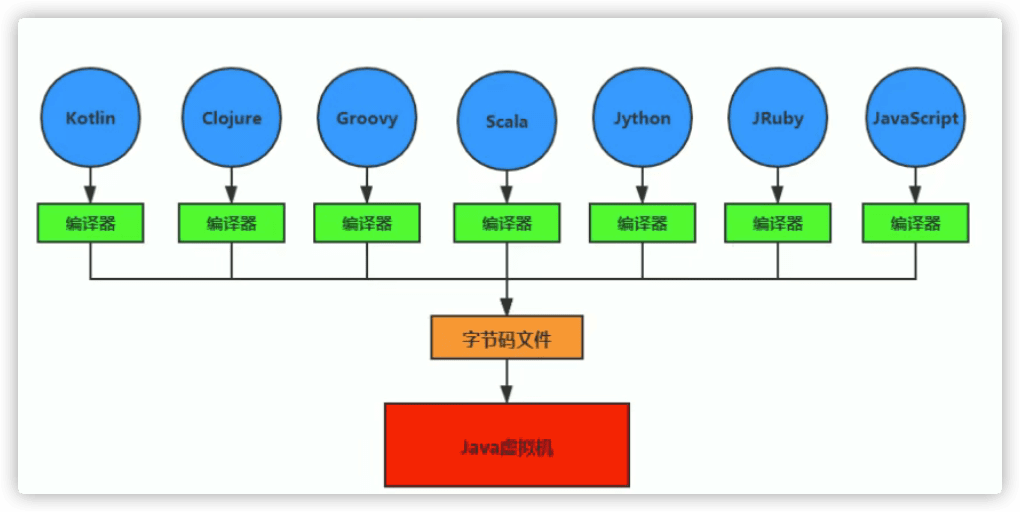 Kotlin
Clojure
Groovy
Scala
Jython
JRuby
JavaScript
编译器
编译器
编译器
编译器
编译器
编译器
编译器
字节码文件
Java虚拟机